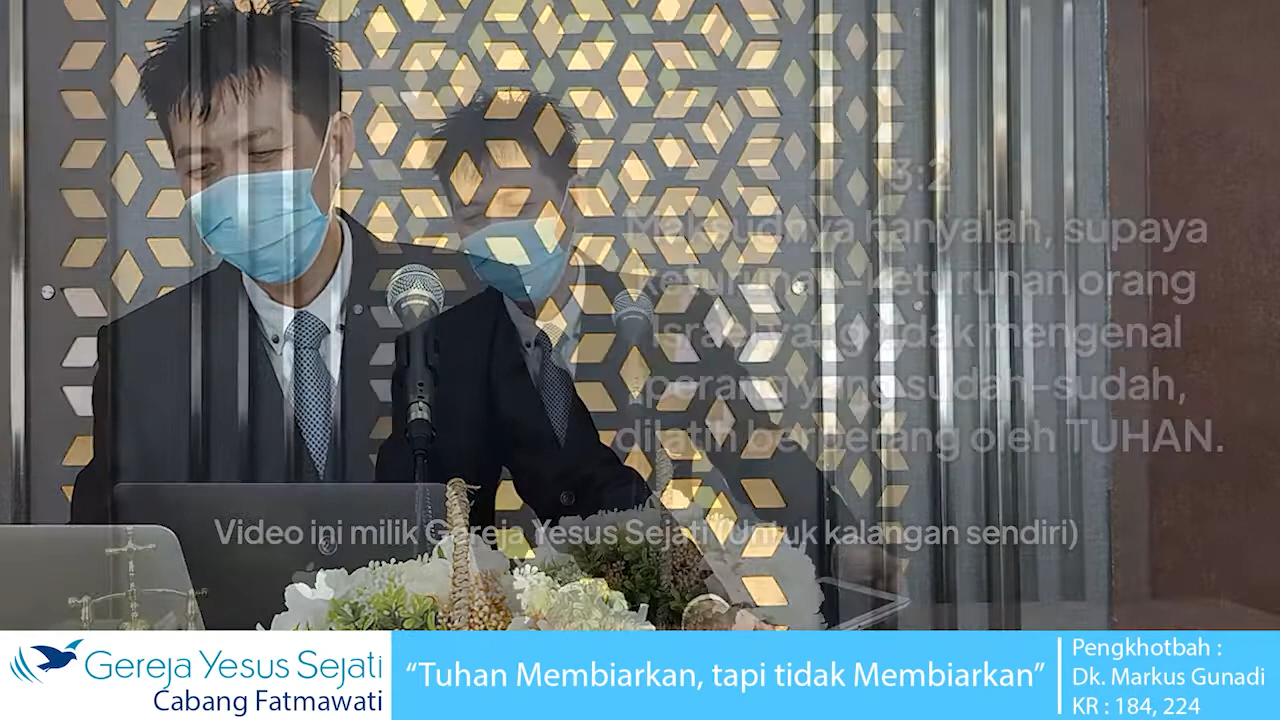 3:2
Maksudnya hanyalah, supaya
keturunan-keturunan orang
Israel yang tidak mengenal
perang yang sudah-sudah,
dilatih berperang oleh TUHAN.
Video ini milik Gereja Yesus Sejati (Untuk kalangan sendiri)
Gereja Yesus Sejati
Cabang Fatmawati
“Tuhan Membiarkan, tapi tidak Membiarkan”
Pengkhotbah :
Dk. Markus Gunadi
KR : 184, 224